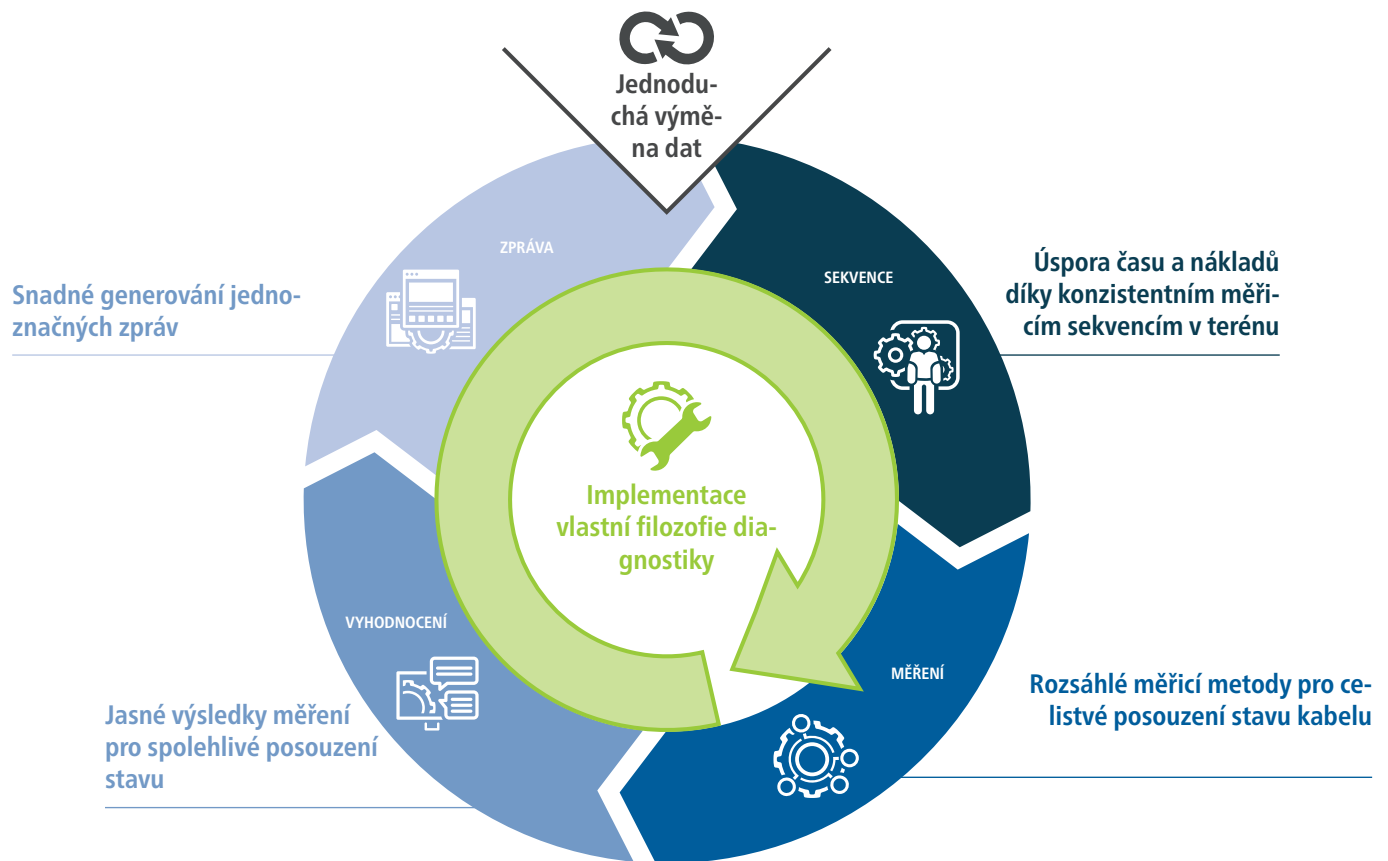 Jednodu-
chá výmě-
na dat
ZPRÁVA
SEKVENCE
Snadné generování jedno-
značných zpráv
Úspora času a nákladů
díky konzistentním měři-
cím sekvencím v terénu
Implementace
vlastní filozofie dia-
gnostiky
VYHODNOCENÍ
MĚŘENÍ
Jasné výsledky měření
pro spolehlivé posouzení
stavu
Rozsáhlé měřicí metody pro ce-
listvé posouzení stavu kabelu